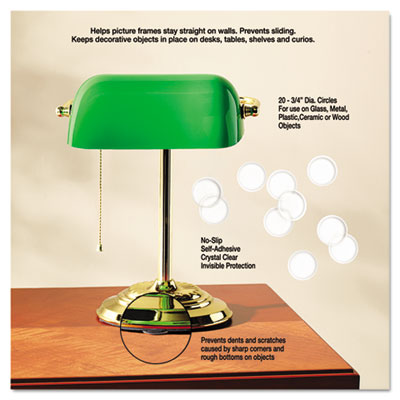 Helps picture frames stay straight on walls. Prevents sliding.
Keeps decorative objects in place on desks, tables, shelves and curios.
20 - 3/4" Dia. Circles
For use on Glass, Metal,
Plastic,Ceramic or Wood
Objects
No-Slip
Self-Adhesive
Crystal Clear
Invisible Protection
Prevents dents and scratches
caused by sharp corners and
rough bottoms on objects